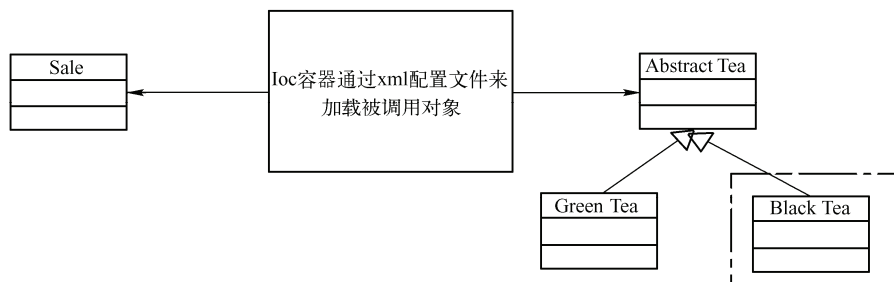 Sale
Ioc容器通过xml配置文件来
加载被调用对象
Abstract Tea
Green Tea
Black Tea